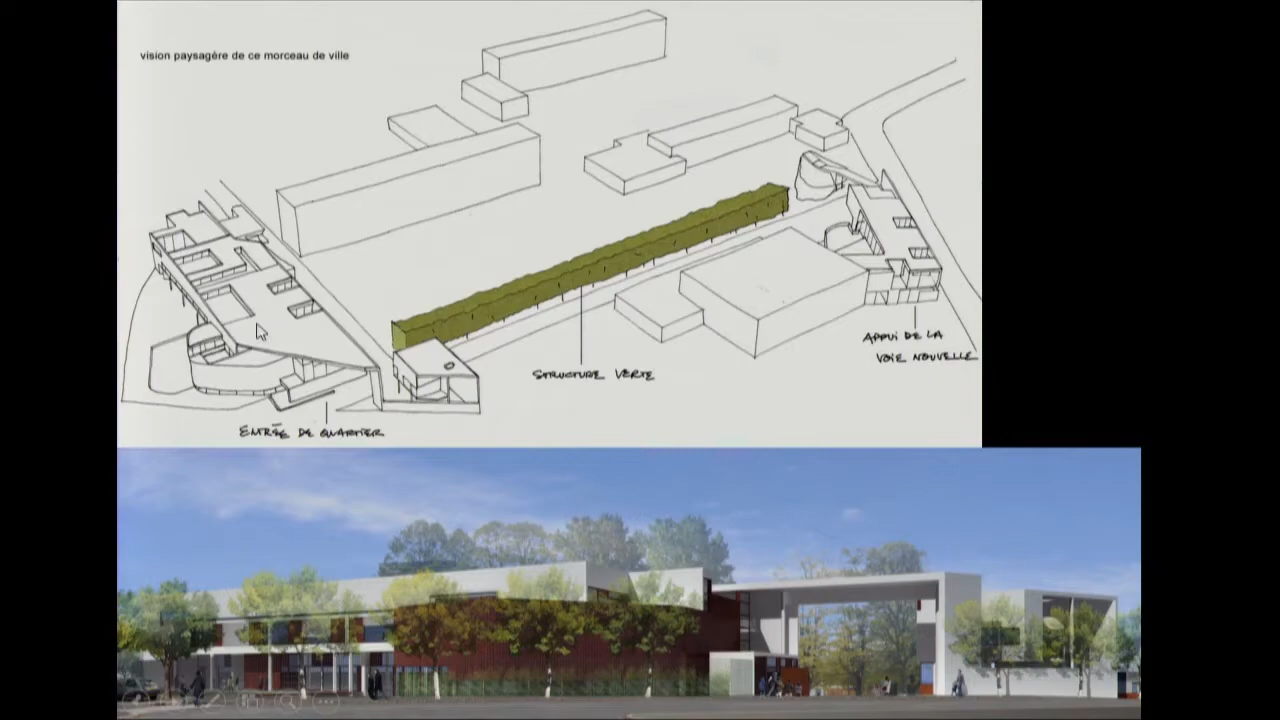 vision paysagère de ce morceau de ville
APPUI DE LA
VOIE NOUVELLE
STRUCTURE VERTE
ENTRÉE DE QUARTIER